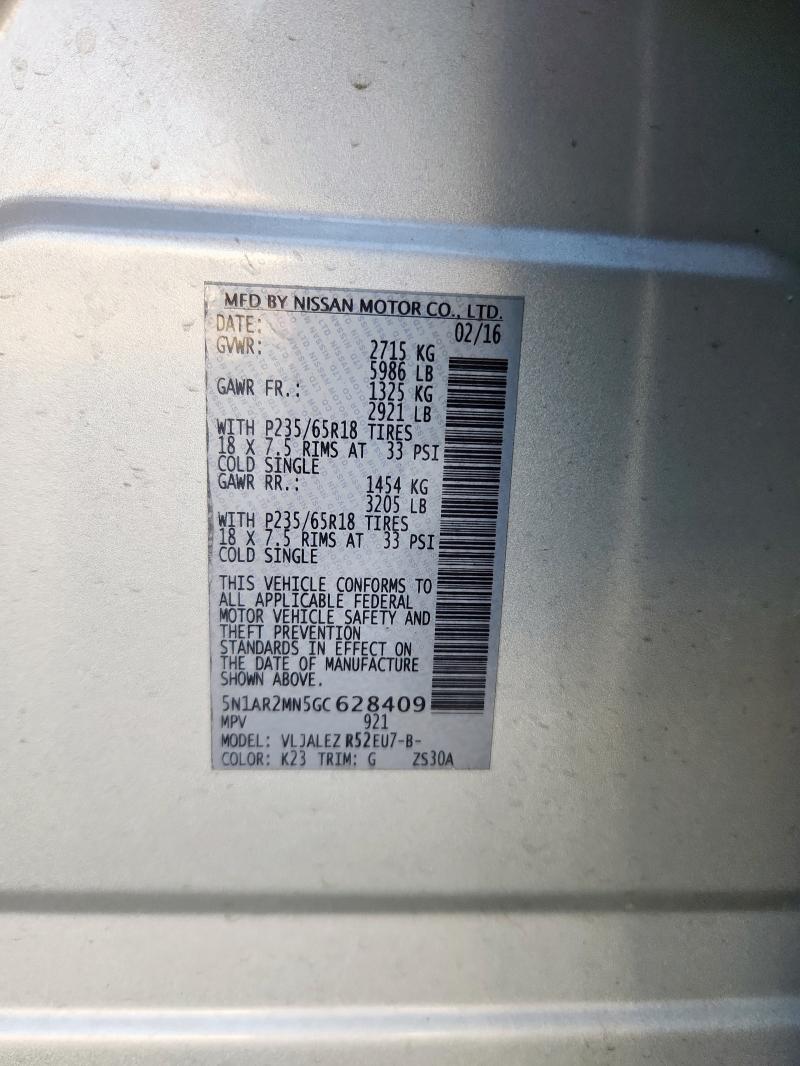 MFD BY NISSAN MOTOR CO., LTD.
DATE: 02/16
GVWR: 2715 KG
5986 LB
GAWR FR.: 1325 KG
2921 LB
WITH P235/65R18 TIRES
18 X 7.5 RIMS AT 33 PSI
COLD SINGLE
GAWR RR.: 1454 KG
3205 LB
WITH P235/65R18 TIRES
18 X 7.5 RIMS AT 33 PSI
COLD SINGLE
THIS VEHICLE CONFORMS TO
ALL APPLICABLE FEDERAL
MOTOR VEHICLE SAFETY AND
THEFT PREVENTION
STANDARDS IN EFFECT ON
THE DATE OF MANUFACTURE
SHOWN ABOVE.
5N1AR2MN5GC628409
MPV 921
MODEL: VLJALEZ R52EU7-B-
COLOR: K23 TRIM: G ZS30A